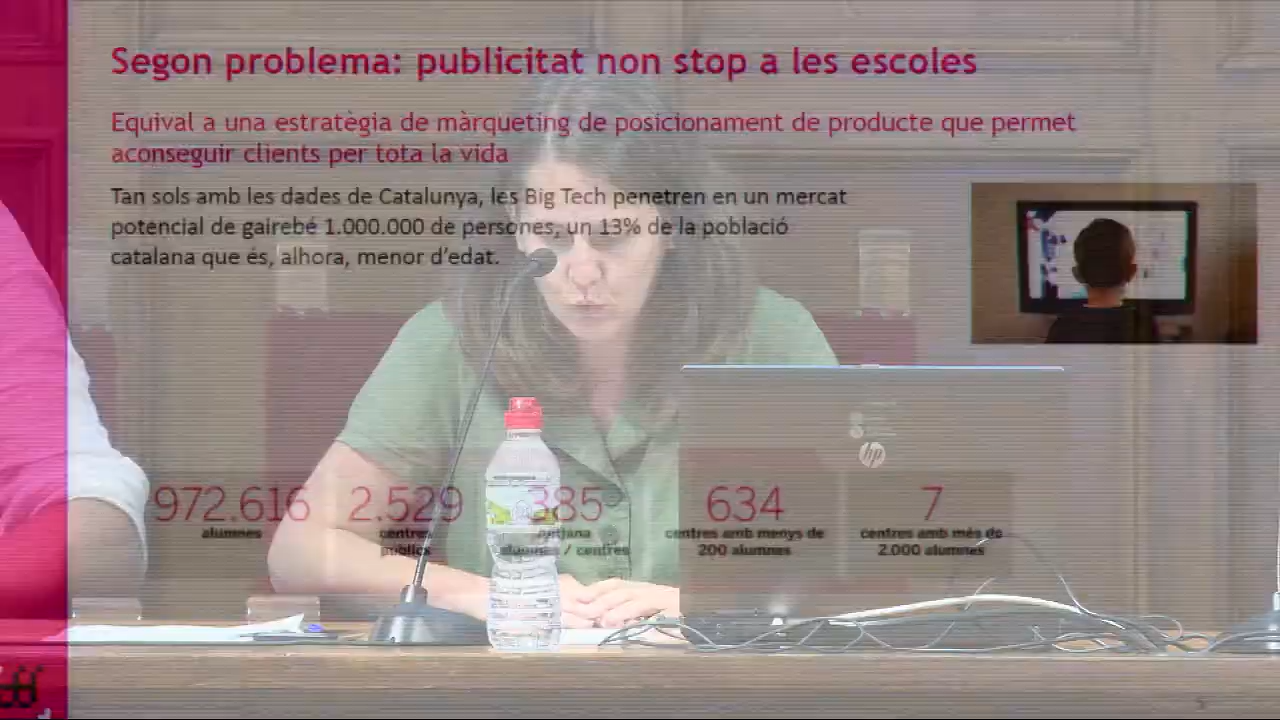 Segon problema: publicitat non stop a les escoles
Equival a una estratègia de màrqueting de posicionament de producte que permet
aconseguir clients per tota la vida
Tan sols amb les dades de Catalunya, les Big Tech penetren en un mercat
potencial de gairebé 1.000.000 de persones, un 13% de la població
catalana que és, alhora, menor d'edat.
hp
972.616 2.529 385 634 7
alumnes centres mitjana centres amb menys de centres amb més de
públics alumnes / centres 200 alumnes 2.000 alumnes
5